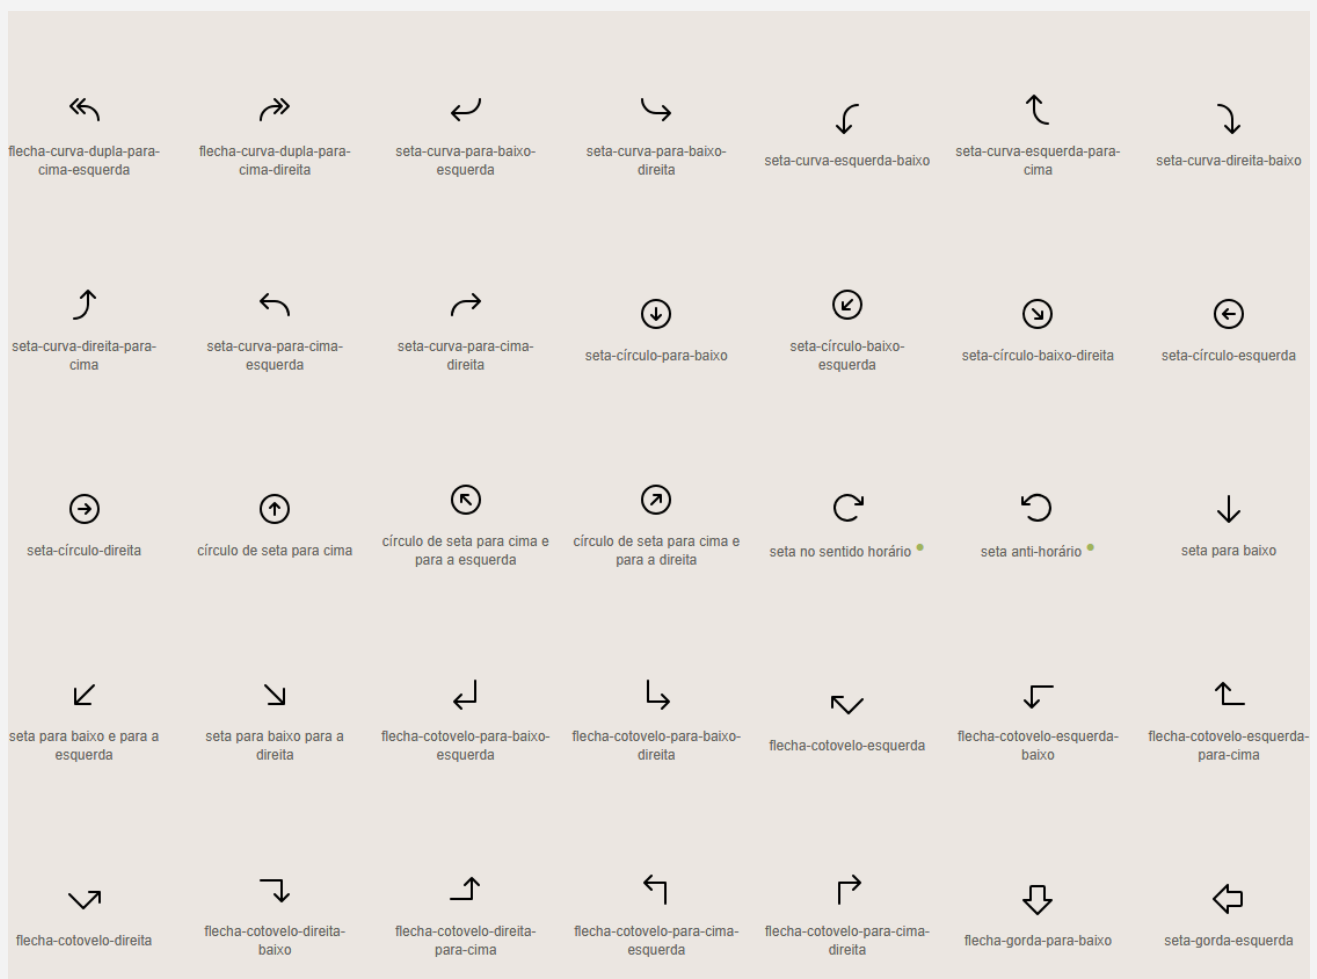 flecha-curva-dupla-para-
cima-esquerda
flecha-curva-dupla-para-
cima-direita
seta-curva-para-baixo-
esquerda
seta-curva-para-baixo-
direita
seta-curva-esquerda-baixo
seta-curva-esquerda-para-
cima
seta-curva-direita-baixo
seta-curva-direita-para-
cima
seta-curva-para-cima-
esquerda
seta-curva-para-cima-
direita
seta-círculo-para-baixo
seta-círculo-baixo-
esquerda
seta-círculo-baixo-direita
seta-círculo-esquerda
seta-círculo-direita
círculo de seta para cima
círculo de seta para cima e
para a esquerda
círculo de seta para cima e
para a direita
seta no sentido horário
seta anti-horário
seta para baixo
seta para baixo e para a
esquerda
seta para baixo para a
direita
flecha-cotovelo-para-baixo-
esquerda
flecha-cotovelo-para-baixo-
direita
flecha-cotovelo-esquerda
flecha-cotovelo-esquerda-
baixo
flecha-cotovelo-esquerda-
para-cima
flecha-cotovelo-direita
flecha-cotovelo-direita-
baixo
flecha-cotovelo-direita-
para-cima
flecha-cotovelo-para-cima-
esquerda
flecha-cotovelo-para-cima-
direita
flecha-gorda-para-baixo
seta-gorda-esquerda